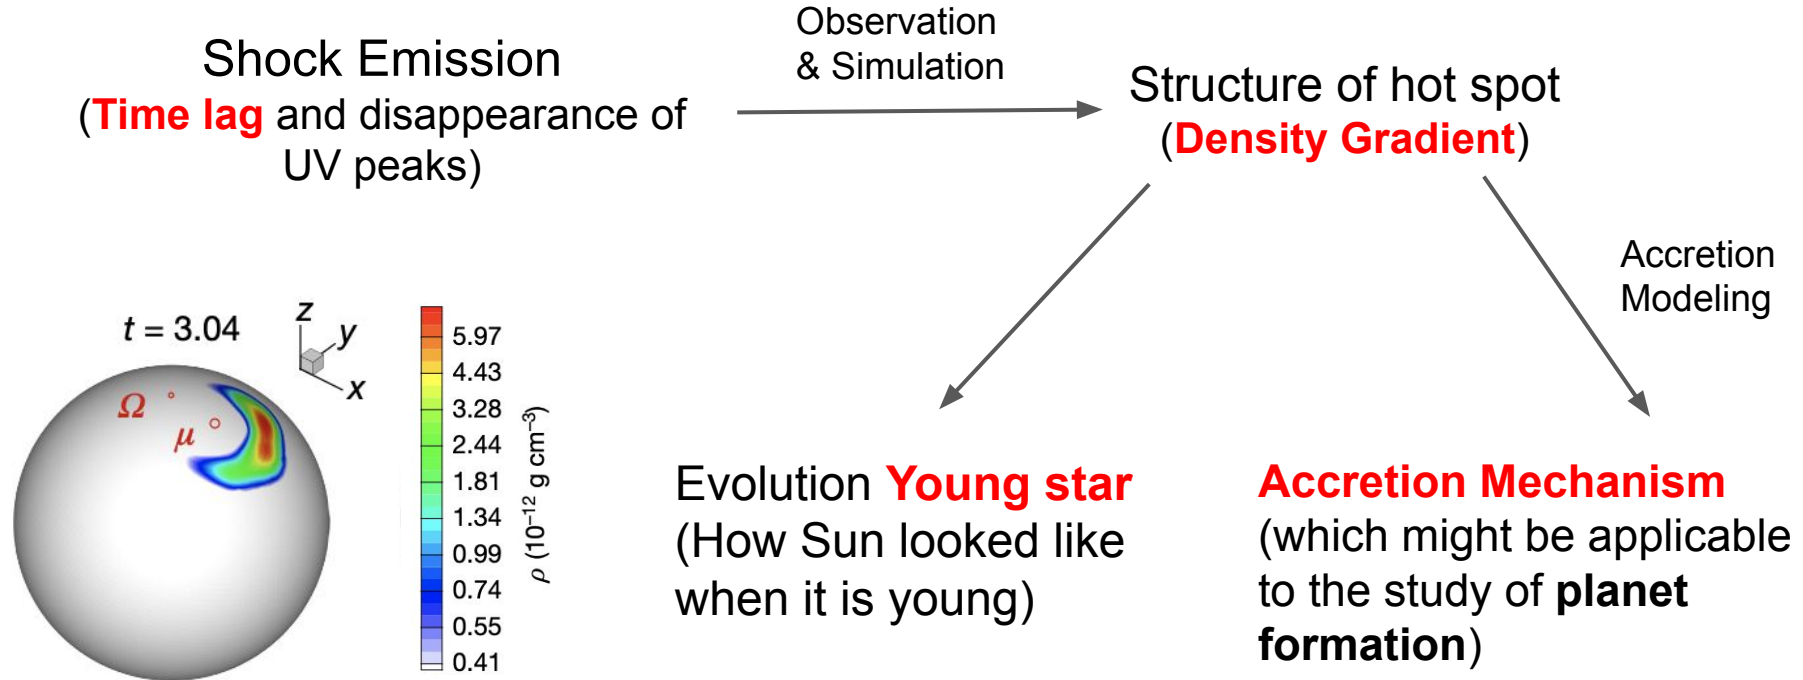 Shock Emission
(Time lag and disappearance of
UV peaks)
Observation
& Simulation
Structure of hot spot
(Density Gradient)
Accretion
Modeling
t = 3.04
z
y
x
Ω
μ
5.97
4.43
3.28
2.44
1.81
1.34
0.99
0.74
0.55
0.41
ρ (10⁻¹² g cm⁻³)
Evolution Young star
(How Sun looked like
when it is young)
Accretion Mechanism
(which might be applicable
to the study of planet
formation)